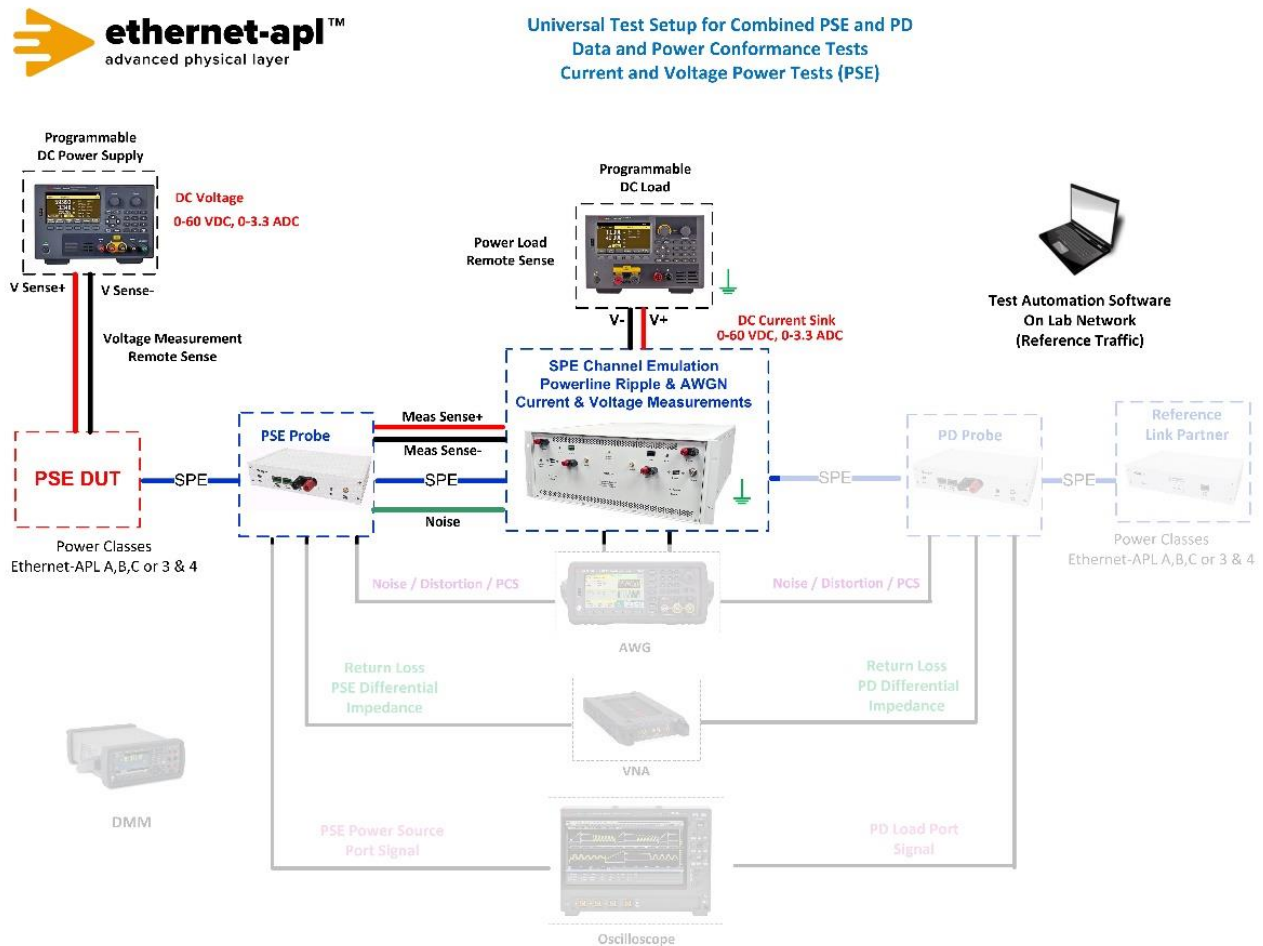 ethernet-apl™
advanced physical layer
Universal Test Setup for Combined PSE and PD
Data and Power Conformance Tests
Current and Voltage Power Tests (PSE)
Programmable
DC Power Supply
DC Voltage
0-60 VDC, 0-3.3 ADC
V Sense+
V Sense-
Voltage Measurement
Remote Sense
Programmable
DC Load
Power Load
Remote Sense
V-
V+
DC Current Sink
0-60 VDC, 0-3.3 ADC
Test Automation Software
On Lab Network
(Reference Traffic)
PSE DUT
SPE
Power Classes
Ethernet-APL A,B,C or 3 & 4
PSE Probe
Meas Sense+
Meas Sense-
SPE
Noise
SPE Channel Emulation
Powerline Ripple & AWGN
Current & Voltage Measurements
SPE
PD Probe
SPE
Reference
Link Partner
Power Classes
Ethernet-APL A,B,C or 3 & 4
Noise / Distortion / PCS
AWG
Noise / Distortion / PCS
Return Loss
PSE Differential
Impedance
VNA
Return Loss
PD Differential
Impedance
DMM
PSE Power Source
Port Signal
PD Load Port
Signal
Oscilloscope